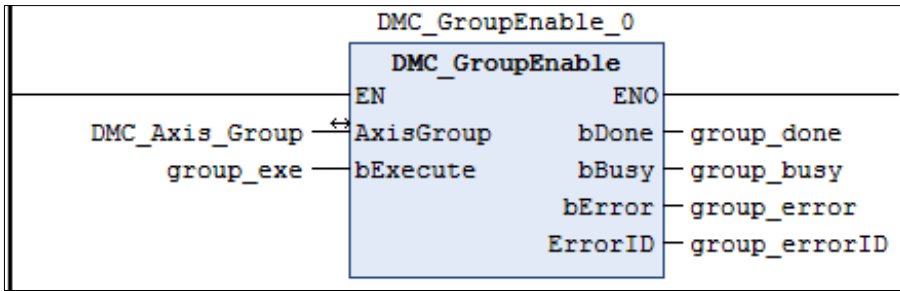 DMC_GroupEnable_0
DMC_GroupEnable
EN ENO
DMC_Axis_Group AxisGroup bDone group_done
group_exe bExecute bBusy group_busy
bError group_error
ErrorID group_errorID